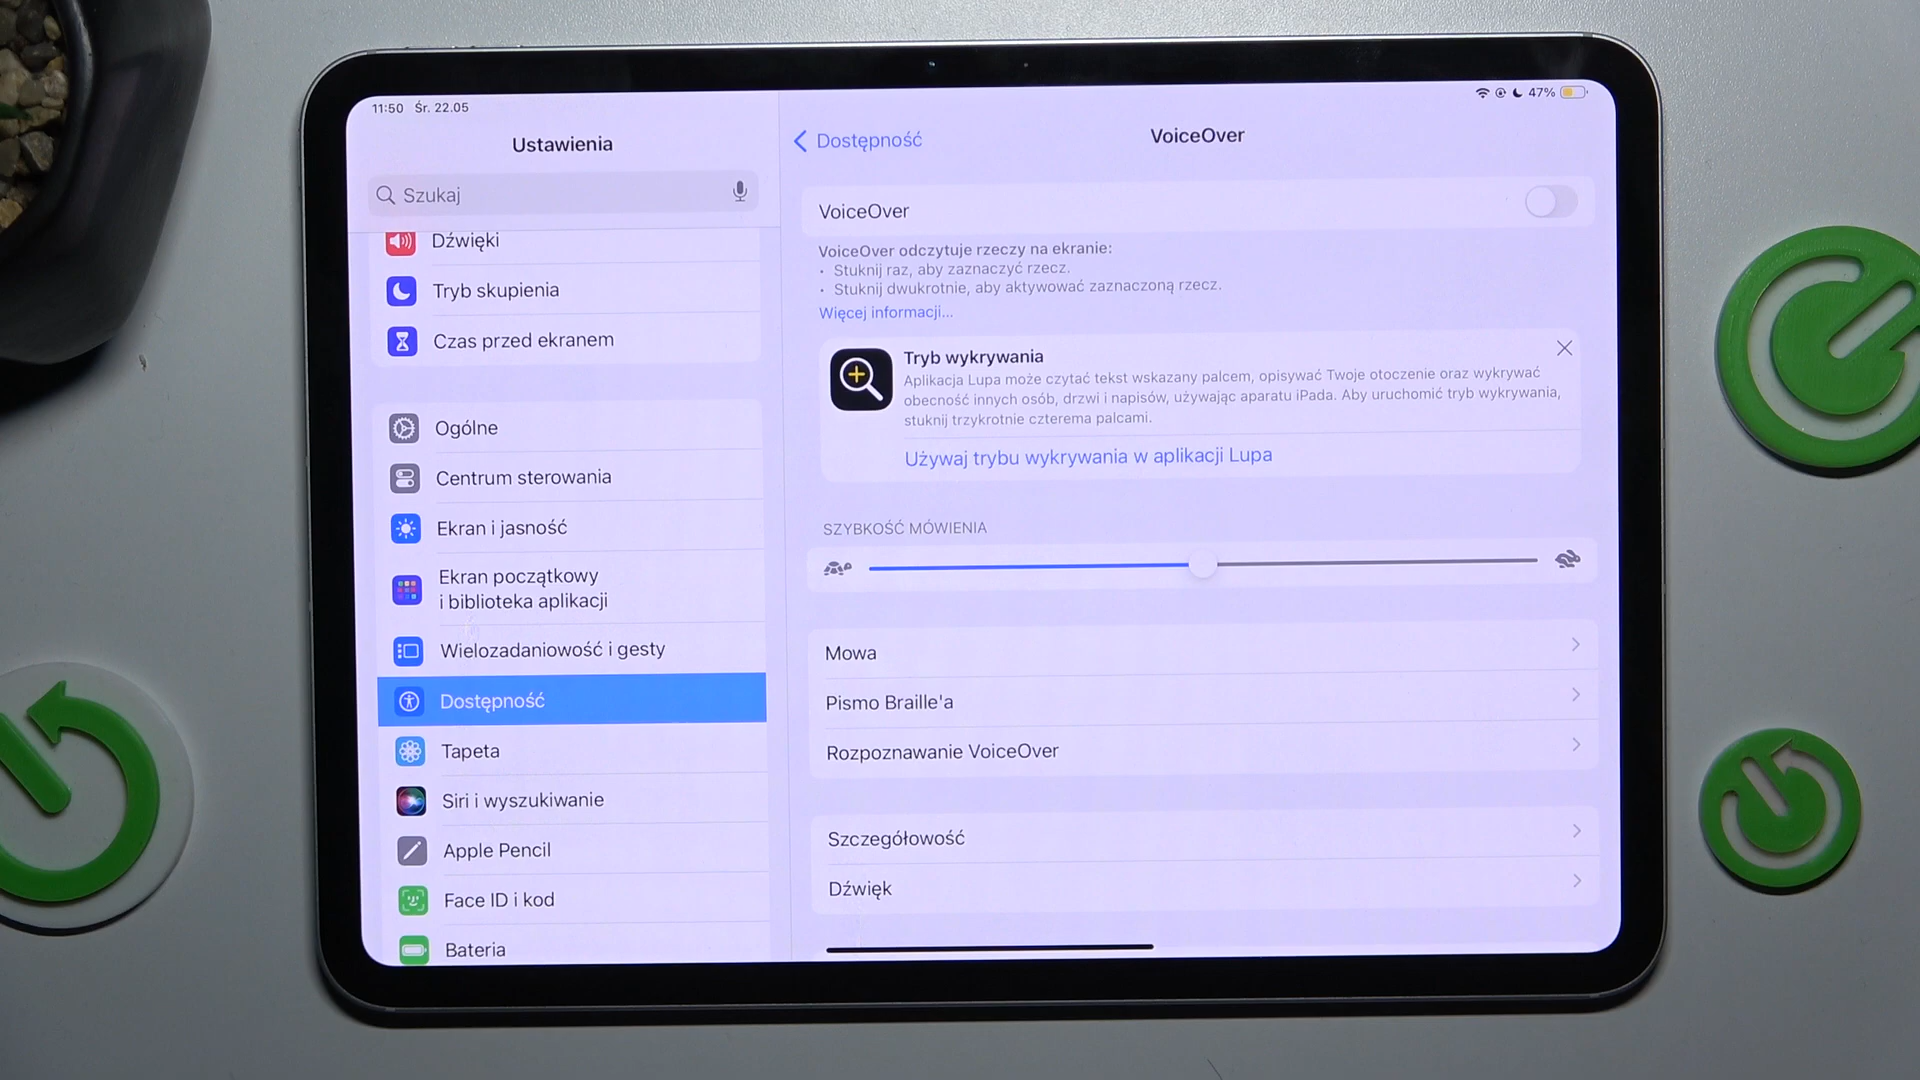 11:50 Śr. 22.05
47%
Ustawienia
Szukaj
Dźwięki
Tryb skupienia
Czas przed ekranem
Ogólne
Centrum sterowania
Ekran i jasność
Ekran początkowy
i biblioteka aplikacji
Wielozadaniowość i gesty
Dostępność
Tapeta
Siri i wyszukiwanie
Apple Pencil
Face ID i kod
Bateria
Dostępność
VoiceOver
VoiceOver
VoiceOver odczytuje rzeczy na ekranie:
• Stuknij raz, aby zaznaczyć rzecz.
• Stuknij dwukrotnie, aby aktywować zaznaczoną rzecz.
Więcej informacji...
Tryb wykrywania
Aplikacja Lupa może czytać tekst wskazany palcem, opisywać Twoje otoczenie oraz wykrywać
obecność innych osób, drzwi i napisów, używając aparatu iPada. Aby uruchomić tryb wykrywania,
stuknij trzykrotnie czterema palcami.
Używaj trybu wykrywania w aplikacji Lupa
SZYBKOŚĆ MÓWIENIA
Mowa
Pismo Braille'a
Rozpoznawanie VoiceOver
Szczegółowość
Dźwięk